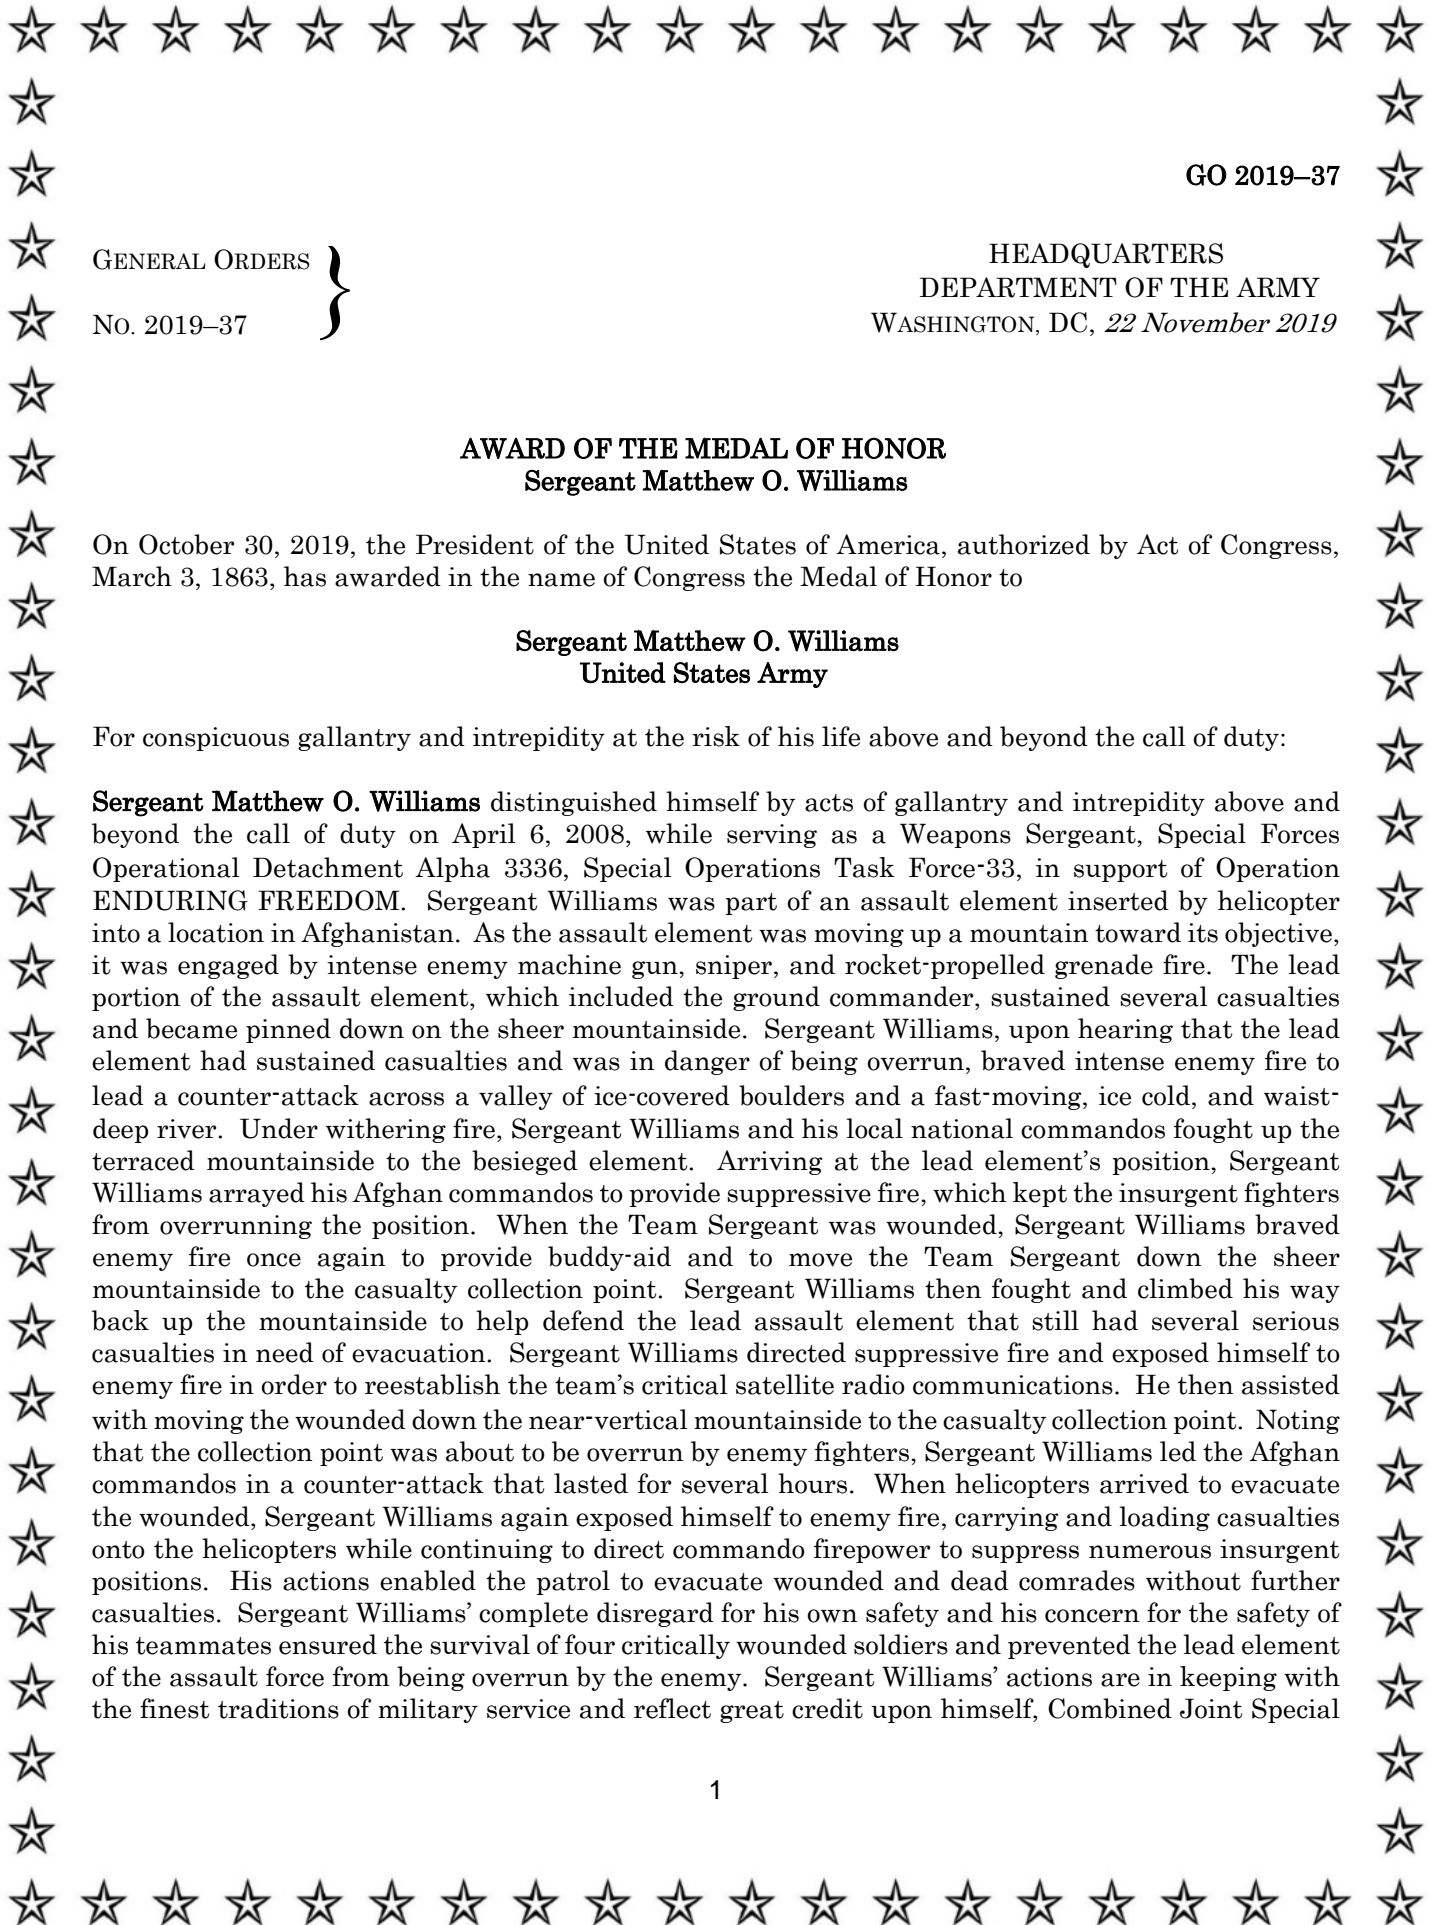 GO 2019–37
GENERAL ORDERS
NO. 2019–37
HEADQUARTERS
DEPARTMENT OF THE ARMY
WASHINGTON, DC, 22 November 2019
AWARD OF THE MEDAL OF HONOR
Sergeant Matthew O. Williams
On October 30, 2019, the President of the United States of America, authorized by Act of Congress,
March 3, 1863, has awarded in the name of Congress the Medal of Honor to
Sergeant Matthew O. Williams
United States Army
For conspicuous gallantry and intrepidity at the risk of his life above and beyond the call of duty:
Sergeant Matthew O. Williams distinguished himself by acts of gallantry and intrepidity above and
beyond the call of duty on April 6, 2008, while serving as a Weapons Sergeant, Special Forces
Operational Detachment Alpha 3336, Special Operations Task Force-33, in support of Operation
ENDURING FREEDOM. Sergeant Williams was part of an assault element inserted by helicopter
into a location in Afghanistan. As the assault element was moving up a mountain toward its objective,
it was engaged by intense enemy machine gun, sniper, and rocket-propelled grenade fire. The lead
portion of the assault element, which included the ground commander, sustained several casualties
and became pinned down on the sheer mountainside. Sergeant Williams, upon hearing that the lead
element had sustained casualties and was in danger of being overrun, braved intense enemy fire to
lead a counter-attack across a valley of ice-covered boulders and a fast-moving, ice cold, and waist-
deep river. Under withering fire, Sergeant Williams and his local national commandos fought up the
terraced mountainside to the besieged element. Arriving at the lead element's position, Sergeant
Williams arrayed his Afghan commandos to provide suppressive fire, which kept the insurgent fighters
from overrunning the position. When the Team Sergeant was wounded, Sergeant Williams braved
enemy fire once again to provide buddy-aid and to move the Team Sergeant down the sheer
mountainside to the casualty collection point. Sergeant Williams then fought and climbed his way
back up the mountainside to help defend the lead assault element that still had several serious
casualties in need of evacuation. Sergeant Williams directed suppressive fire and exposed himself to
enemy fire in order to reestablish the team's critical satellite radio communications. He then assisted
with moving the wounded down the near-vertical mountainside to the casualty collection point. Noting
that the collection point was about to be overrun by enemy fighters, Sergeant Williams led the Afghan
commandos in a counter-attack that lasted for several hours. When helicopters arrived to evacuate
the wounded, Sergeant Williams again exposed himself to enemy fire, carrying and loading casualties
onto the helicopters while continuing to direct commando firepower to suppress numerous insurgent
positions. His actions enabled the patrol to evacuate wounded and dead comrades without further
casualties. Sergeant Williams' complete disregard for his own safety and his concern for the safety of
his teammates ensured the survival of four critically wounded soldiers and prevented the lead element
of the assault force from being overrun by the enemy. Sergeant Williams' actions are in keeping with
the finest traditions of military service and reflect great credit upon himself, Combined Joint Special
1